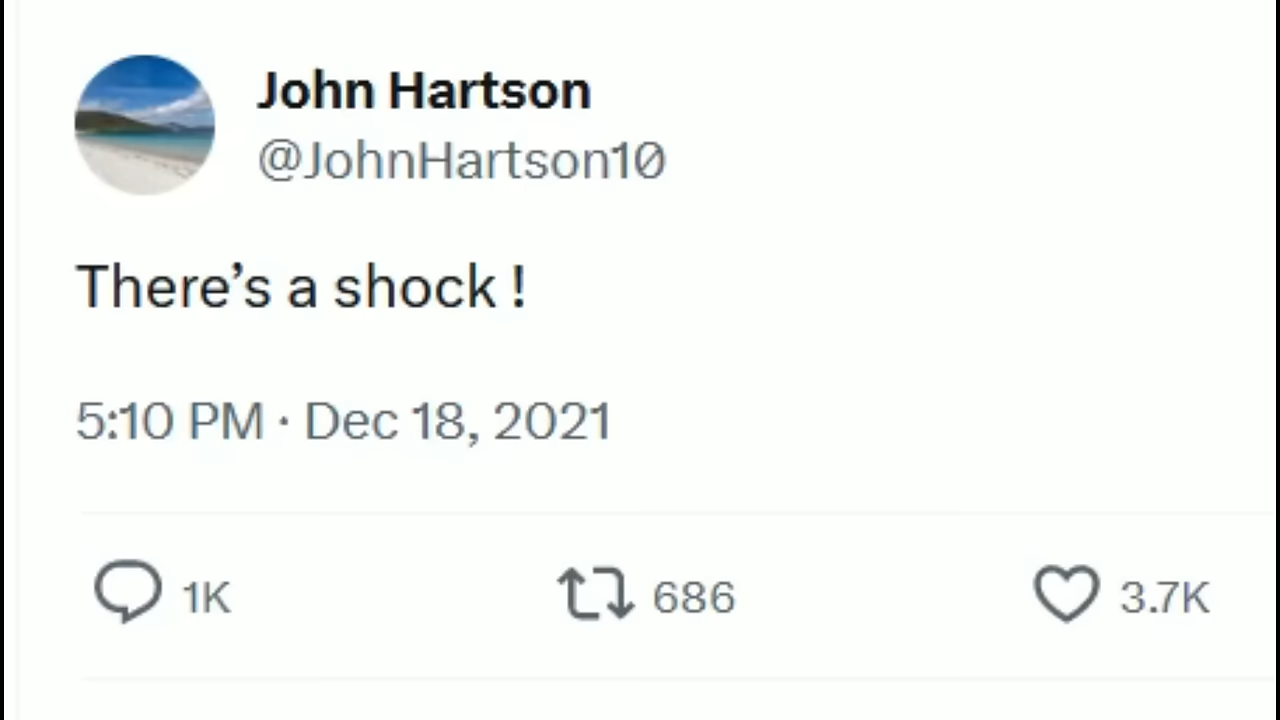 John Hartson
@JohnHartson10
There’s a shock !
5:10 PM · Dec 18, 2021
1K 686 3.7K